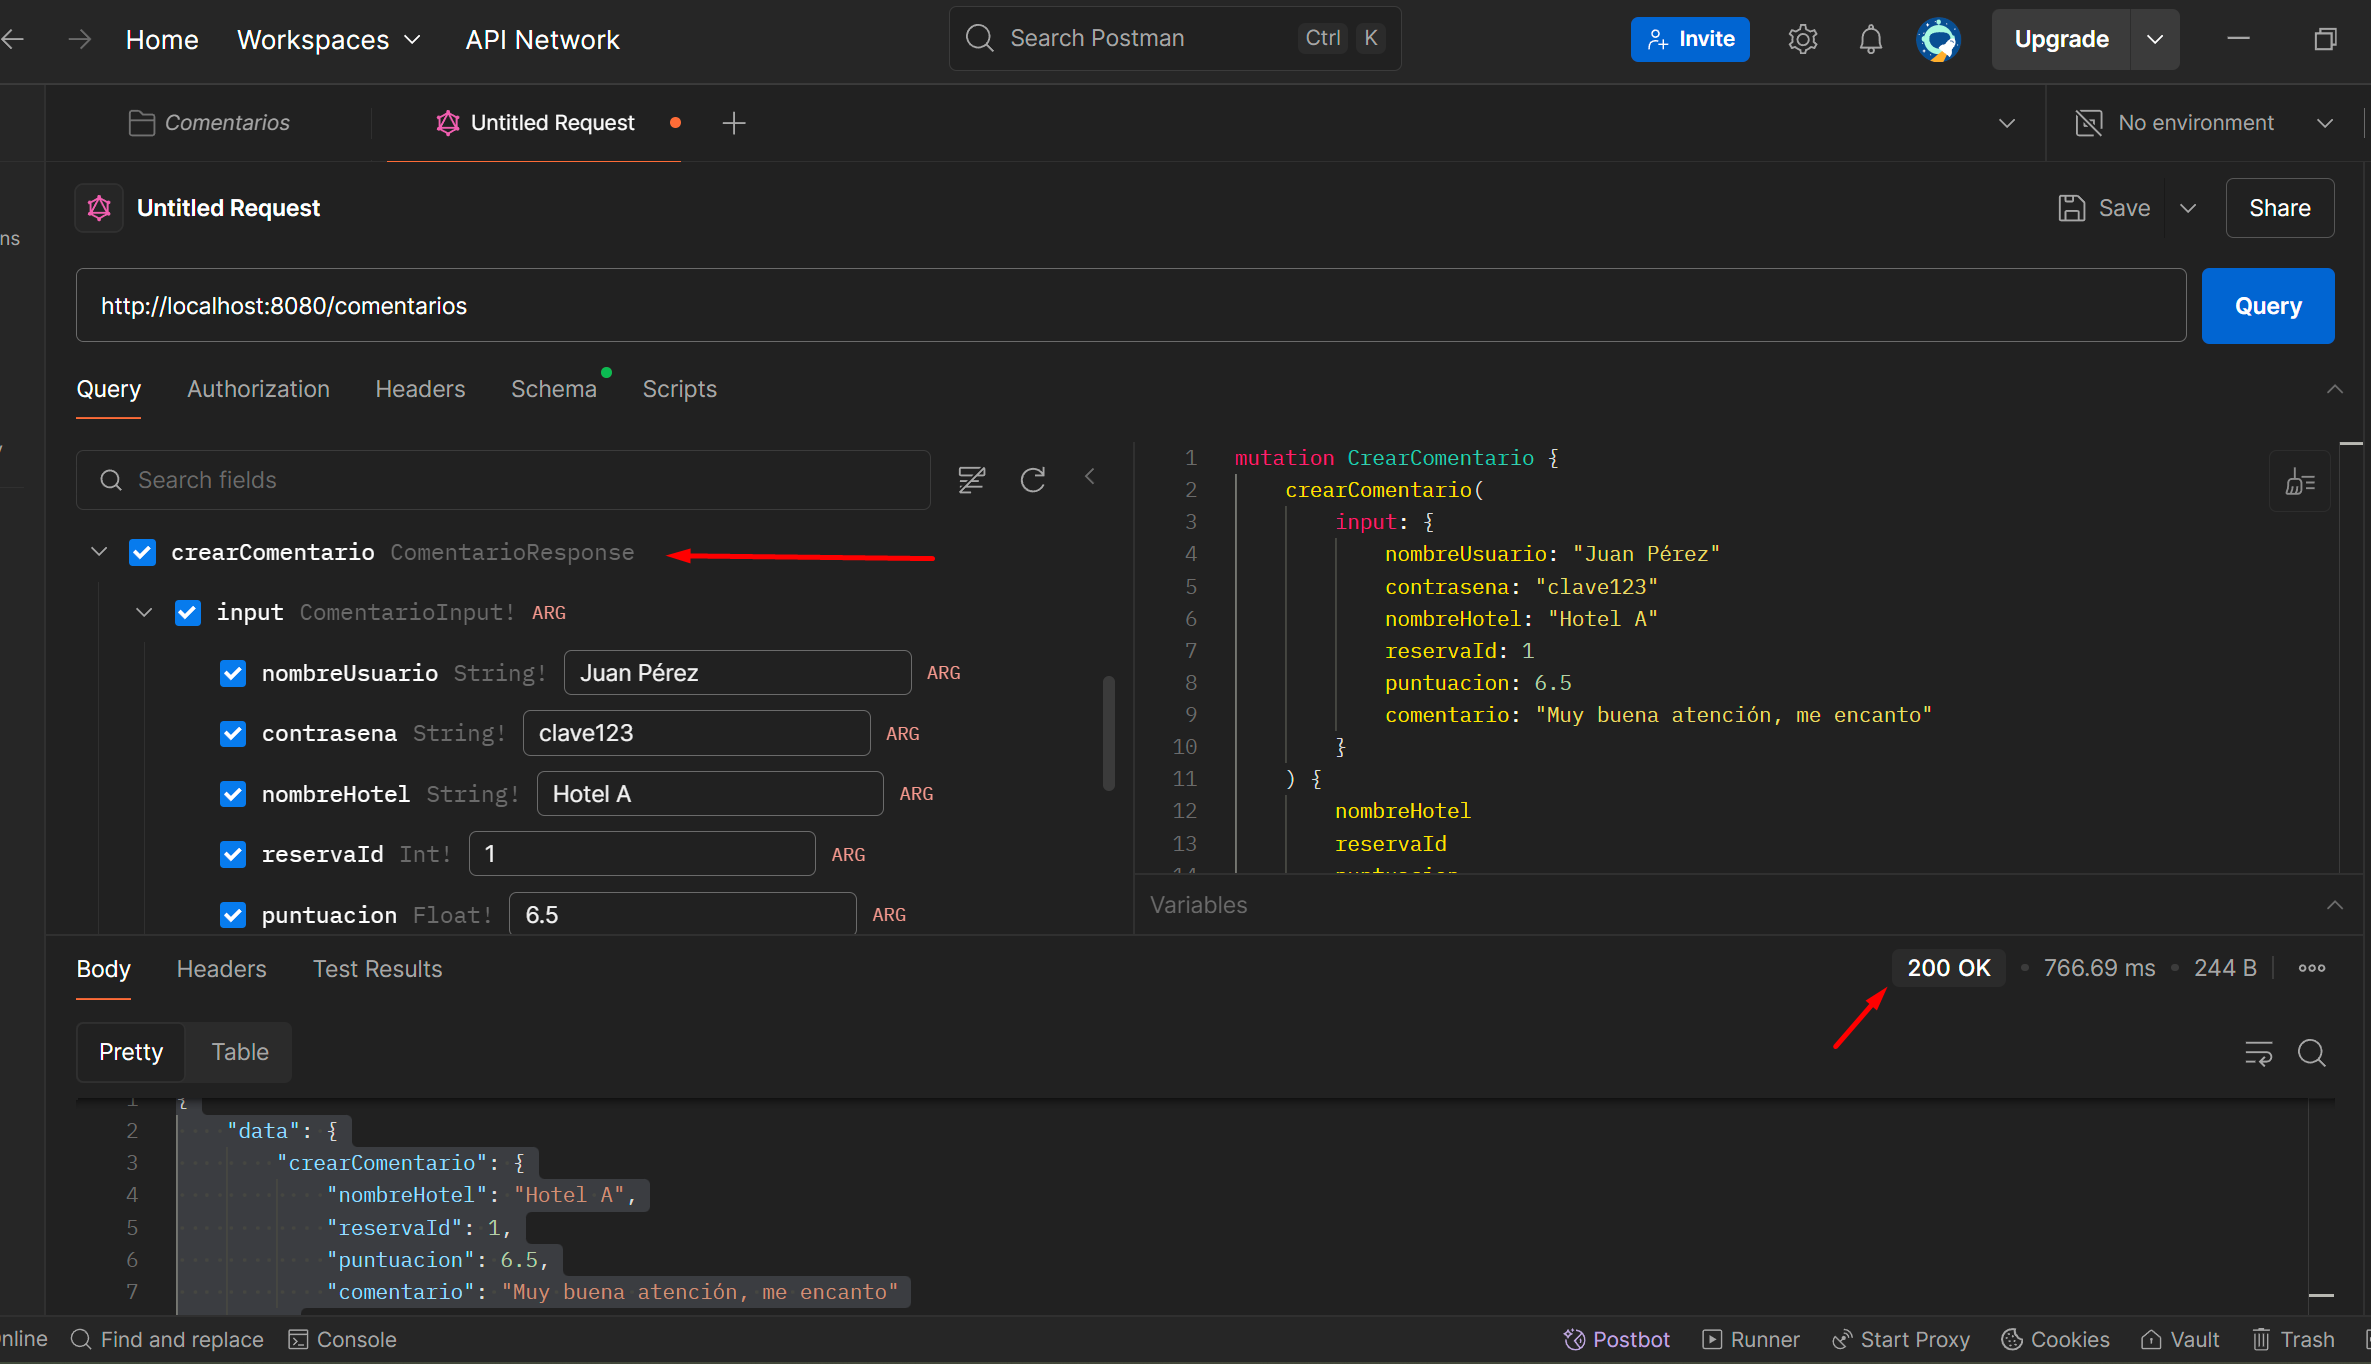 Home Workspaces API Network Search Postman Ctrl K Invite Upgrade
Comentarios Untitled Request No environment
Untitled Request Save Share
ns
http://localhost:8080/comentarios Query
Query Authorization Headers Schema Scripts
Search fields
crearComentario ComentarioResponse
input ComentarioInput! ARG
nombreUsuario String! Juan Pérez ARG
contrasena String! clave123 ARG
nombreHotel String! Hotel A ARG
reservaId Int! 1 ARG
puntuacion Float! 6.5 ARG
1 mutation CrearComentario {
2 crearComentario(
3 input: {
4 nombreUsuario: "Juan Pérez"
5 contrasena: "clave123"
6 nombreHotel: "Hotel A"
7 reservaId: 1
8 puntuacion: 6.5
9 comentario: "Muy buena atención, me encanto"
10 }
11 ) {
12 nombreHotel
13 reservaId
14 puntuacion
Variables
Body Headers Test Results 200 OK • 766.69 ms • 244 B
Pretty Table
1 {
2 "data": {
3 "crearComentario": {
4 "nombreHotel": "Hotel A",
5 "reservaId": 1,
6 "puntuacion": 6.5,
7 "comentario": "Muy buena atención, me encanto"
nline Find and replace Console Postbot Runner Start Proxy Cookies Vault Trash